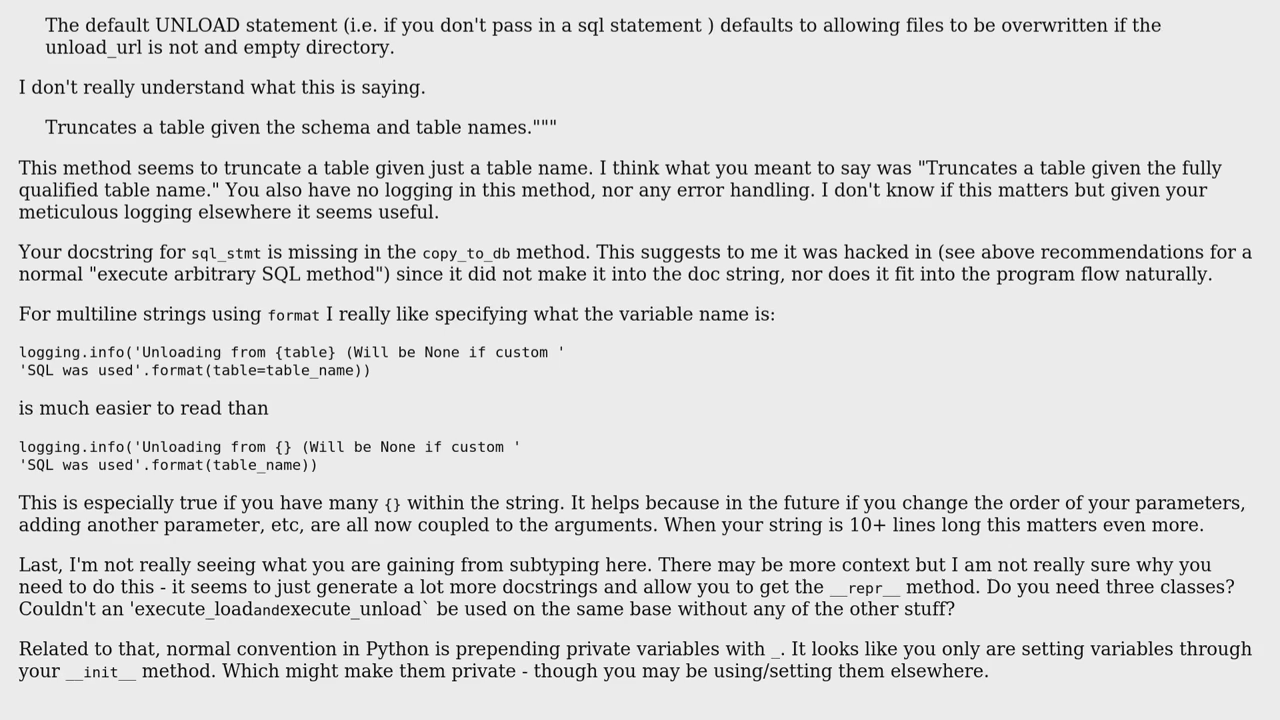 The default UNLOAD statement (i.e. if you don't pass in a sql statement ) defaults to allowing files to be overwritten if the
unload_url is not and empty directory.
I don't really understand what this is saying.
Truncates a table given the schema and table names."""
This method seems to truncate a table given just a table name. I think what you meant to say was "Truncates a table given the fully
qualified table name." You also have no logging in this method, nor any error handling. I don't know if this matters but given your
meticulous logging elsewhere it seems useful.
Your docstring for sql_stmt is missing in the copy_to_db method. This suggests to me it was hacked in (see above recommendations for a
normal "execute arbitrary SQL method") since it did not make it into the doc string, nor does it fit into the program flow naturally.
For multiline strings using format I really like specifying what the variable name is:
logging.info('Unloading from {table} (Will be None if custom '
'SQL was used'.format(table=table_name))
is much easier to read than
logging.info('Unloading from {} (Will be None if custom '
'SQL was used'.format(table_name))
This is especially true if you have many {} within the string. It helps because in the future if you change the order of your parameters,
adding another parameter, etc, are all now coupled to the arguments. When your string is 10+ lines long this matters even more.
Last, I'm not really seeing what you are gaining from subtyping here. There may be more context but I am not really sure why you
need to do this - it seems to just generate a lot more docstrings and allow you to get the __repr__ method. Do you need three classes?
Couldn't an 'execute_loadandexecute_unload` be used on the same base without any of the other stuff?
Related to that, normal convention in Python is prepending private variables with _. It looks like you only are setting variables through
your __init__ method. Which might make them private - though you may be using/setting them elsewhere.